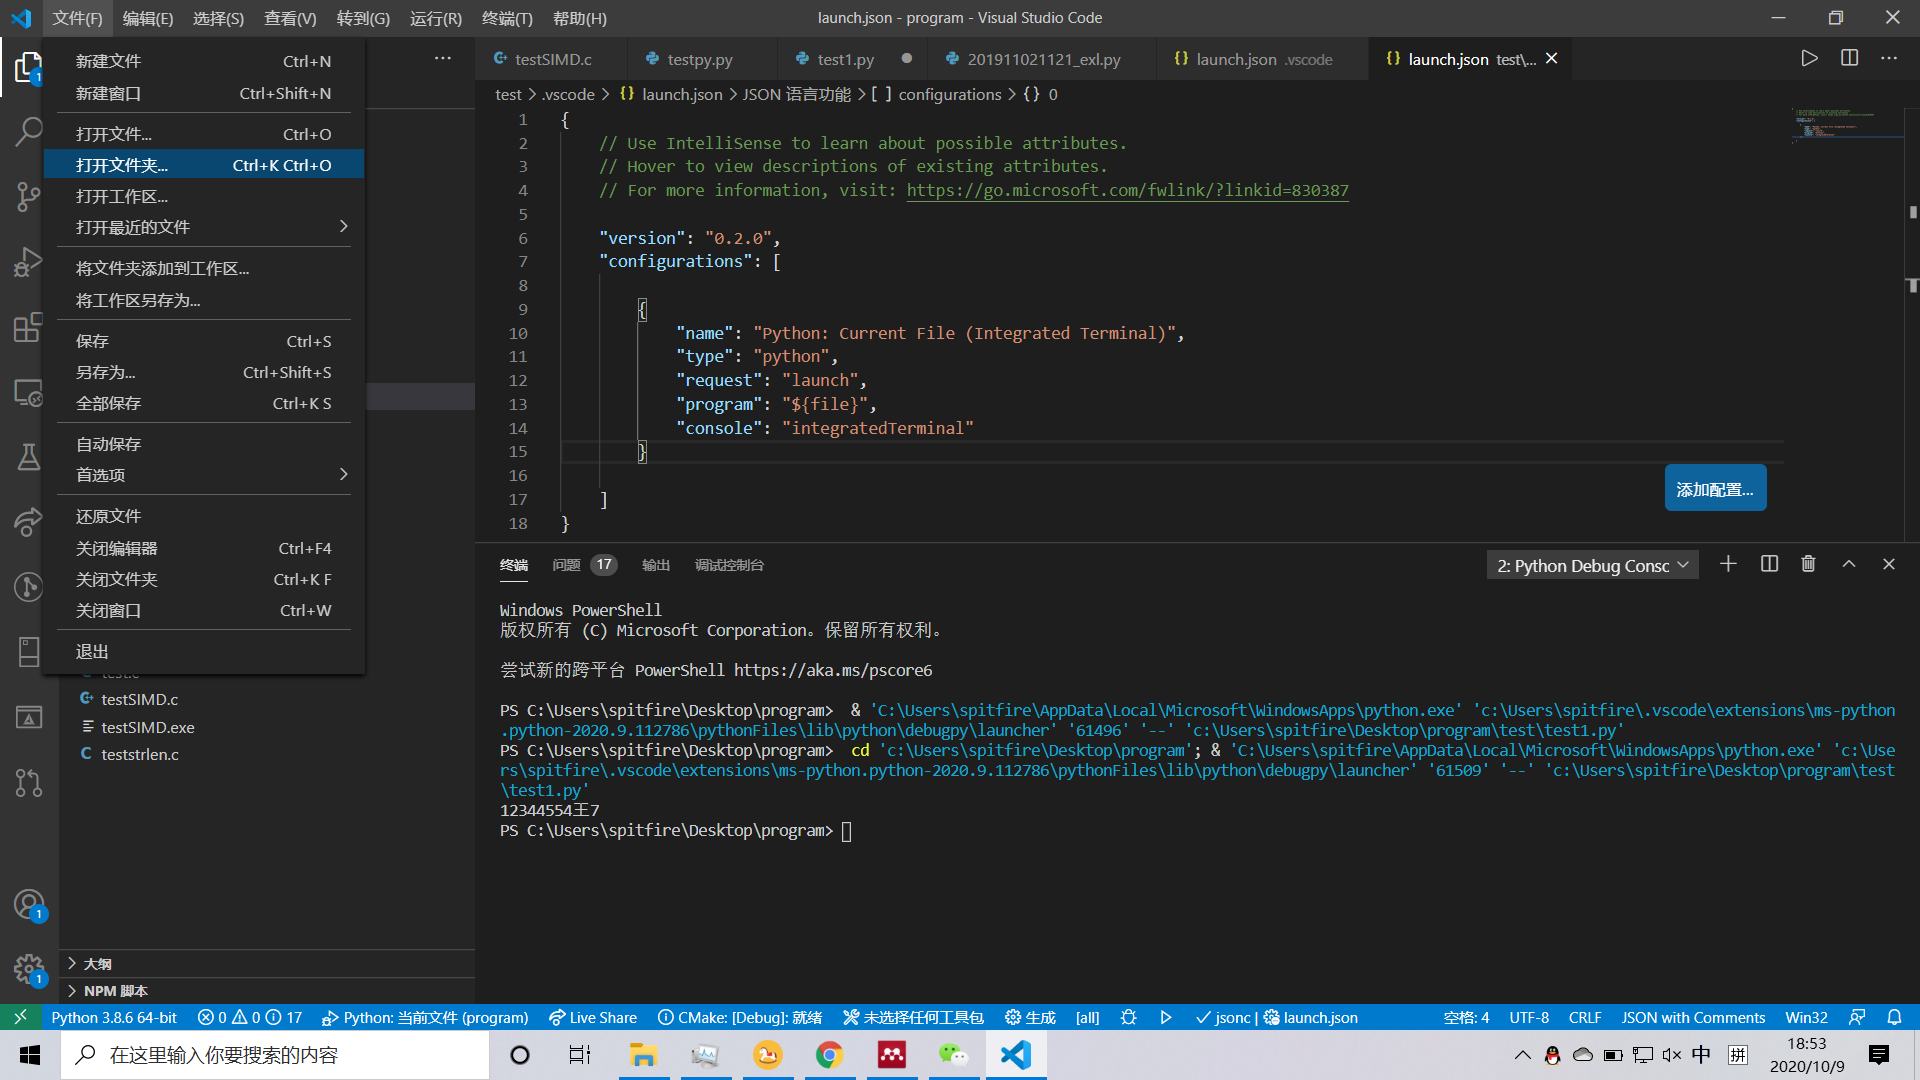 文件(F) 编辑(E) 选择(S) 查看(V) 转到(G) 运行(R) 终端(T) 帮助(H) launch.json - program - Visual Studio Code
新建文件 Ctrl+N
新建窗口 Ctrl+Shift+N
打开文件... Ctrl+O
打开文件夹... Ctrl+K Ctrl+O
打开工作区...
打开最近的文件
将文件夹添加到工作区...
将工作区另存为...
保存 Ctrl+S
另存为... Ctrl+Shift+S
全部保存 Ctrl+K S
自动保存
首选项
还原文件
关闭编辑器 Ctrl+F4
关闭文件夹 Ctrl+K F
关闭窗口 Ctrl+W
退出
test.c
testSIMD.c
testSIMD.exe
teststrlen.c
大纲
NPM 脚本
testSIMD.c testpy.py test1.py 201911021121_exl.py launch.json .vscode launch.json test\...
test > .vscode > {} launch.json > JSON 语言功能 > [ ] configurations > {} 0
1 {
2 // Use IntelliSense to learn about possible attributes.
3 // Hover to view descriptions of existing attributes.
4 // For more information, visit: https://go.microsoft.com/fwlink/?linkid=830387
5
6 "version": "0.2.0",
7 "configurations": [
8
9 {
10 "name": "Python: Current File (Integrated Terminal)",
11 "type": "python",
12 "request": "launch",
13 "program": "${file}",
14 "console": "integratedTerminal"
15 }
16
17 ]
18 }
添加配置...
终端 问题 17 输出 调试控制台 2: Python Debug Consc
Windows PowerShell
版权所有 (C) Microsoft Corporation。保留所有权利。
尝试新的跨平台 PowerShell https://aka.ms/pscore6
PS C:\Users\spitfire\Desktop\program> & 'C:\Users\spitfire\AppData\Local\Microsoft\WindowsApps\python.exe' 'c:\Users\spitfire\.vscode\extensions\ms-python
.python-2020.9.112786\pythonFiles\lib\python\debugpy\launcher' '61496' '--' 'c:\Users\spitfire\Desktop\program\test\test1.py'
PS C:\Users\spitfire\Desktop\program> cd 'c:\Users\spitfire\Desktop\program'; & 'C:\Users\spitfire\AppData\Local\Microsoft\WindowsApps\python.exe' 'c:\Use
rs\spitfire\.vscode\extensions\ms-python.python-2020.9.112786\pythonFiles\lib\python\debugpy\launcher' '61509' '--' 'c:\Users\spitfire\Desktop\program\test
\test1.py'
12344554王7
PS C:\Users\spitfire\Desktop\program>
1
1
1
Python 3.8.6 64-bit 0 0 17 Python: 当前文件 (program) Live Share CMake: [Debug]: 就绪 未选择任何工具包 生成 [all] jsonc | launch.json 空格: 4 UTF-8 CRLF JSON with Comments Win32
在这里输入你要搜索的内容 中 拼 18:53
2020/10/9